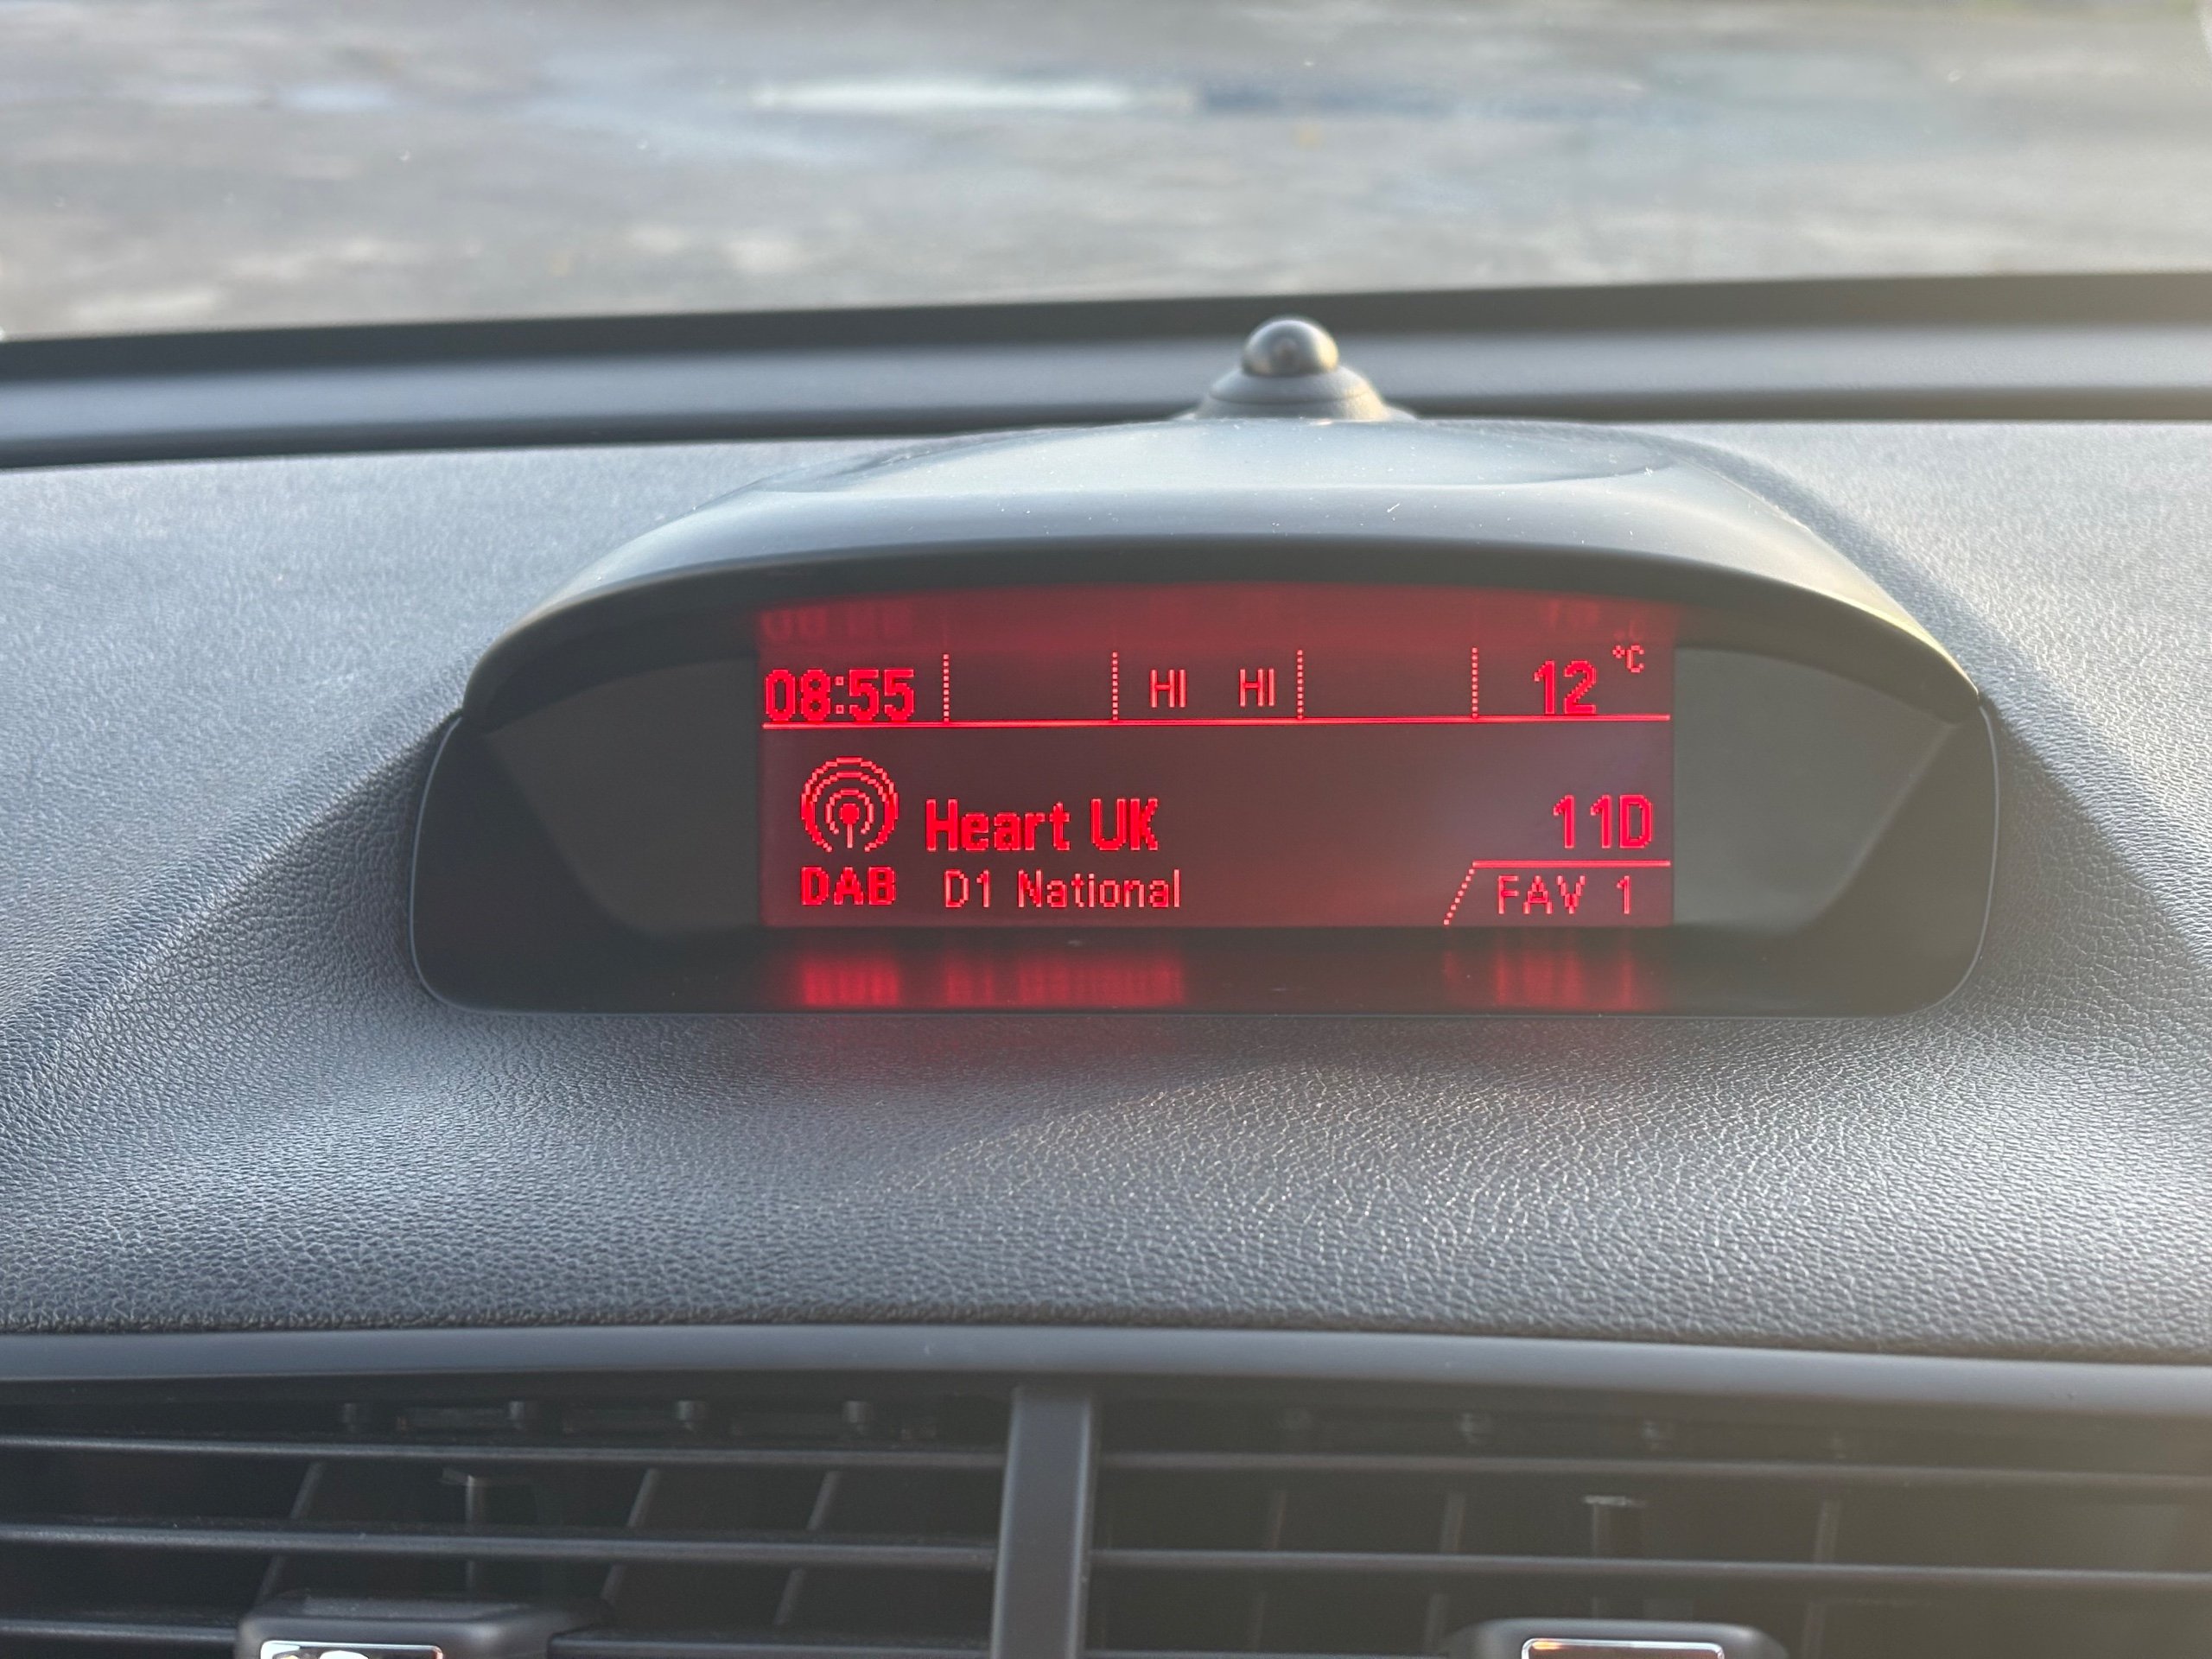 08:55 HI HI 12 °C
Heart UK 11D
DAB D1 National FAV 1